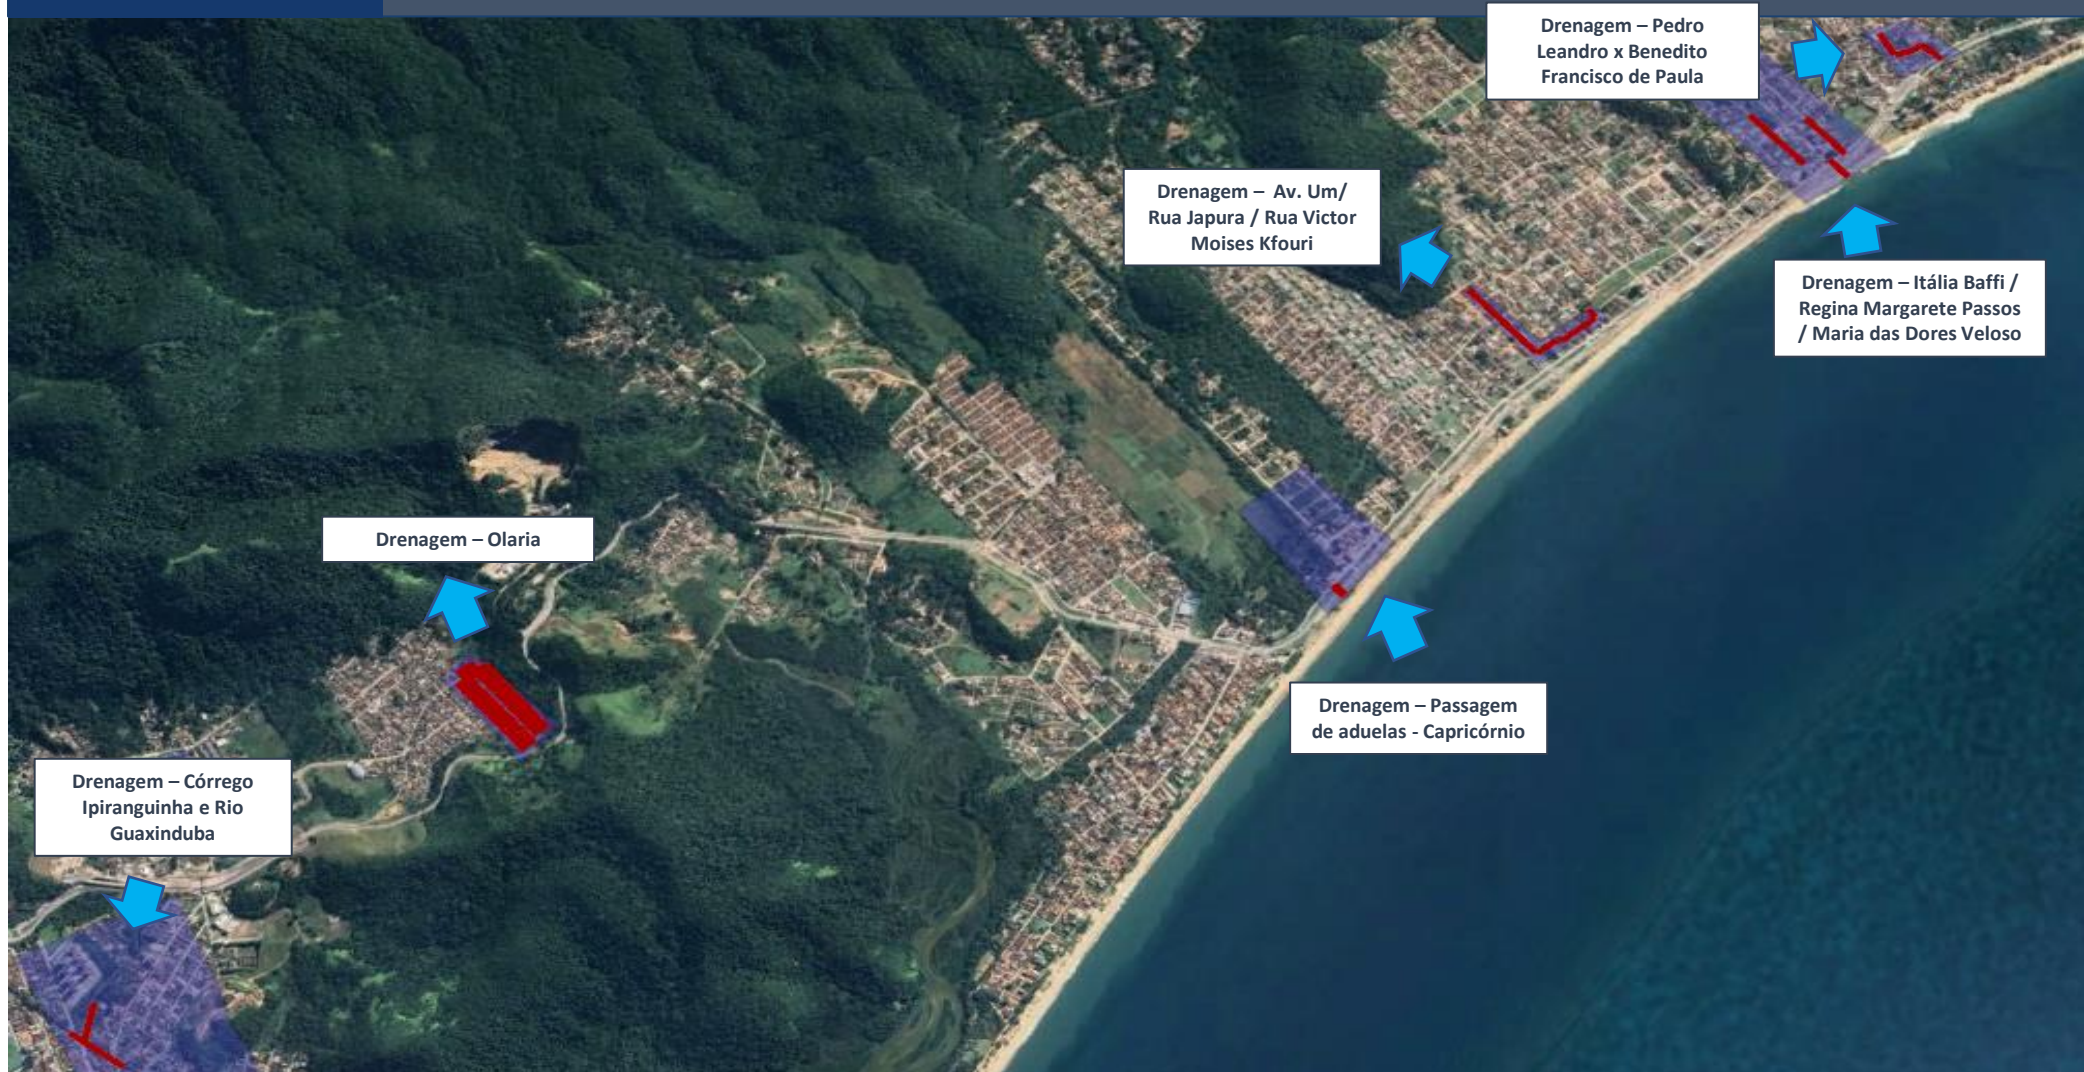 Drenagem – Pedro
Leandro x Benedito
Francisco de Paula
Drenagem – Av. Um/
Rua Japura / Rua Victor
Moises Kfouri
Drenagem – Itália Baffi /
Regina Margarete Passos
/ Maria das Dores Veloso
Drenagem – Olaria
Drenagem – Passagem
de aduelas - Capricórnio
Drenagem – Córrego
Ipiranguinha e Rio
Guaxinduba